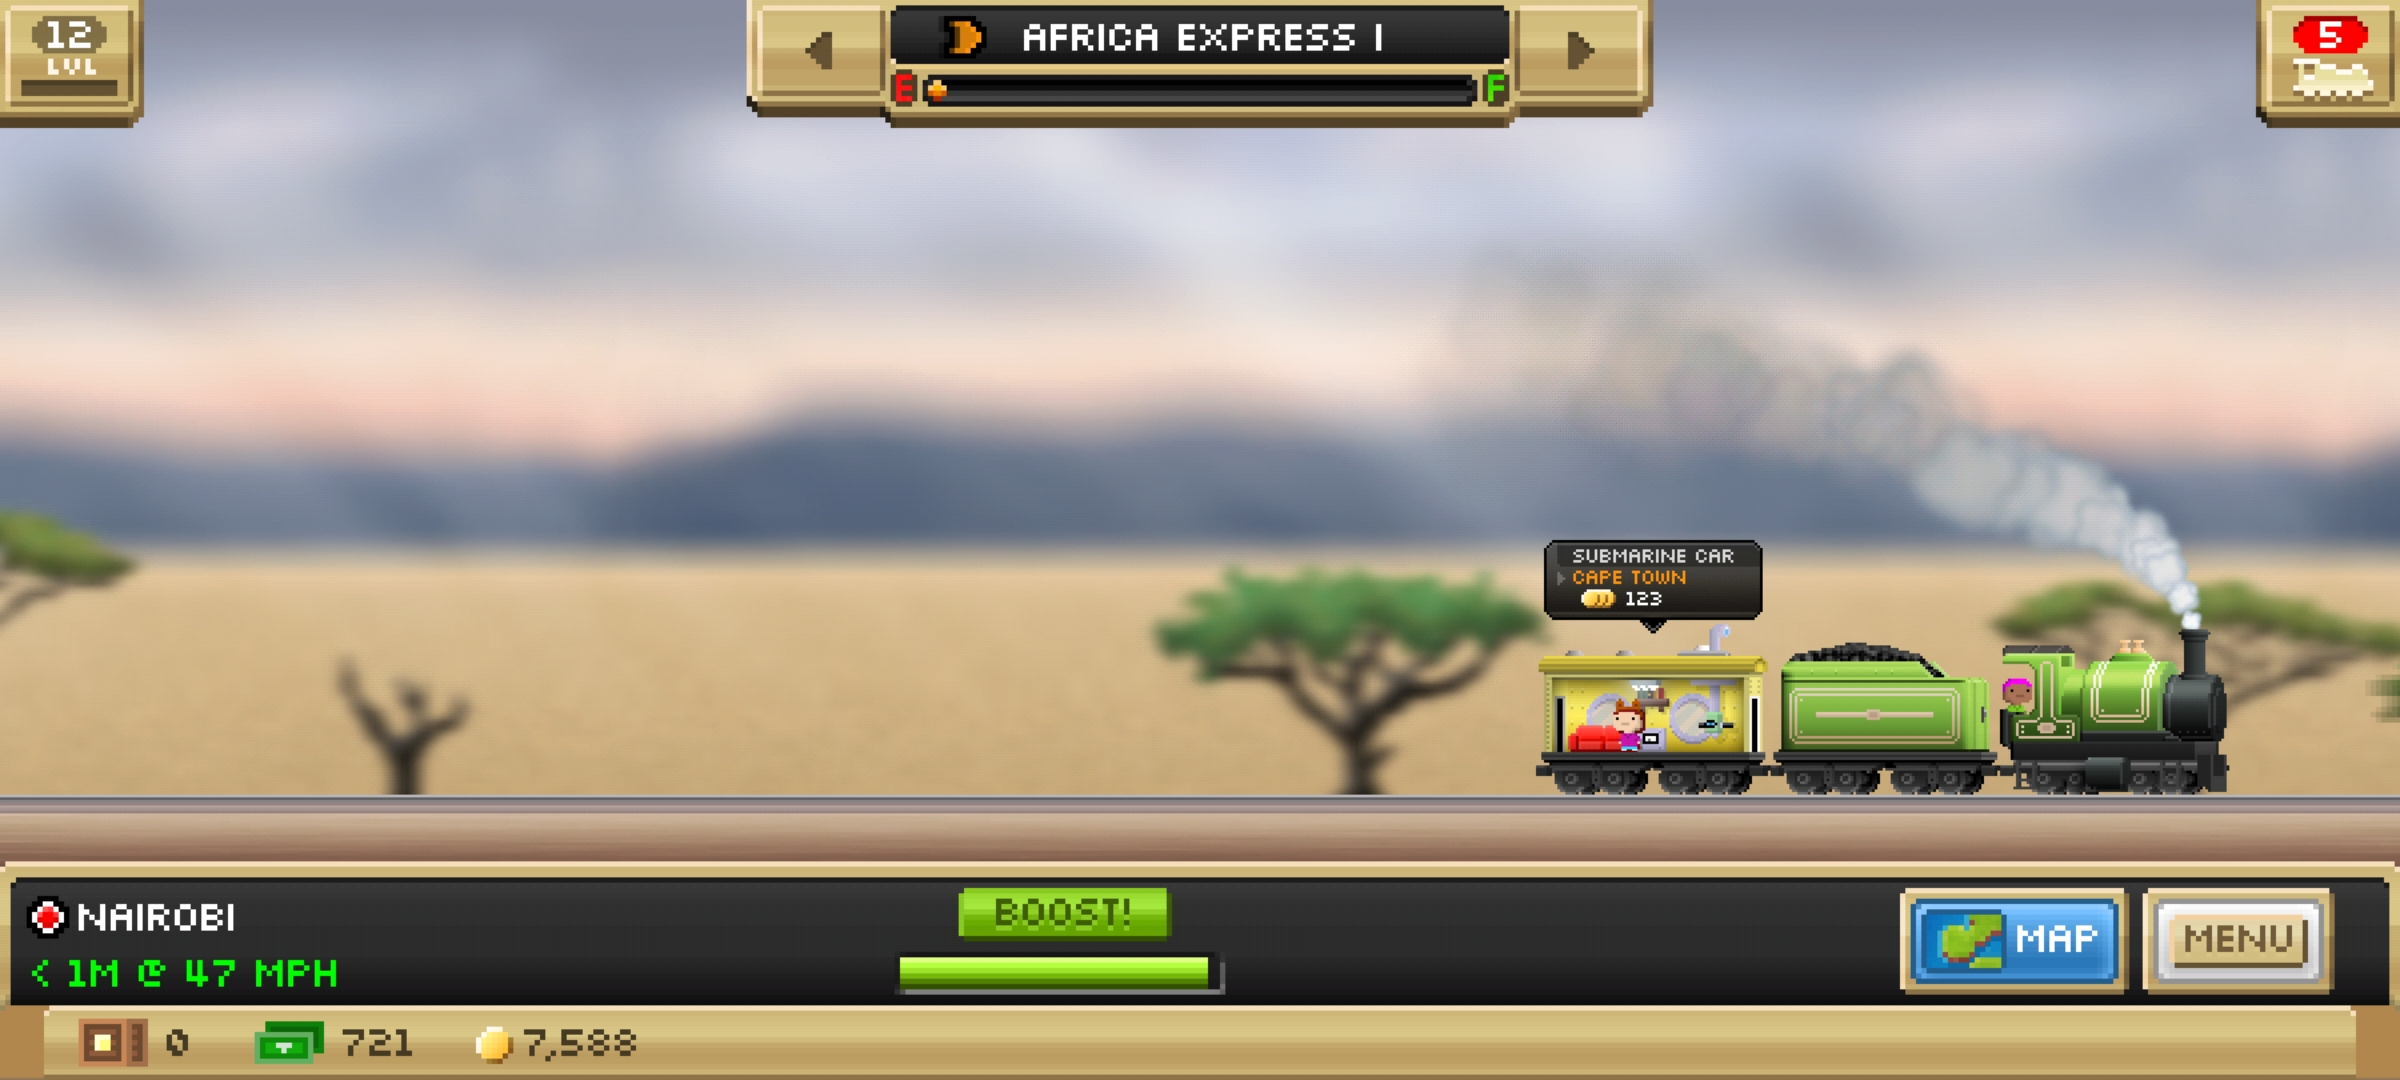 12
LVL
AFRICA EXPRESS I
E F
5
SUBMARINE CAR
CAPE TOWN
123
NAIROBI
< 1M @ 47 MPH
BOOST!
MAP
MENU
0
721
7,588